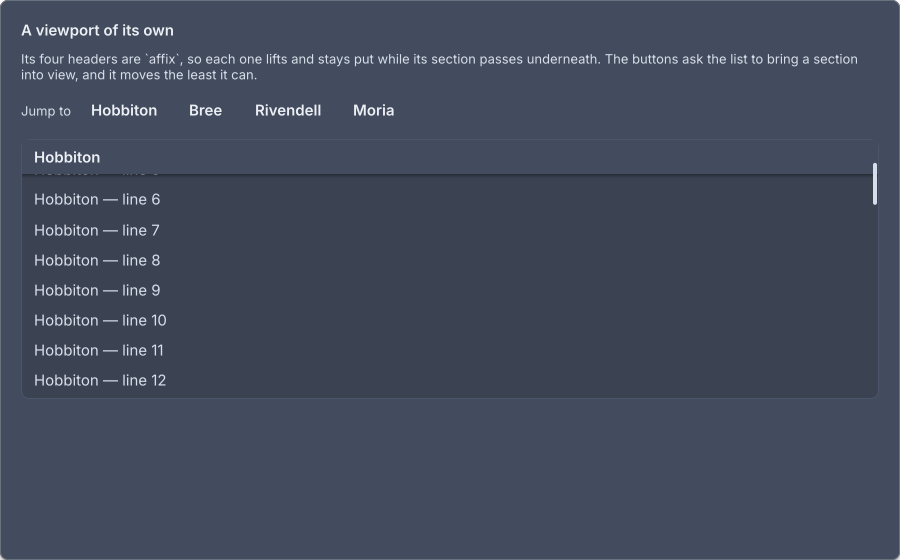 A viewport of its own
Its four headers are `affix`, so each one lifts and stays put while its section passes underneath. The buttons ask the list to bring a section
into view, and it moves the least it can.
Jump to Hobbiton Bree Rivendell Moria
Hobbiton
Hobbiton — line 6
Hobbiton — line 7
Hobbiton — line 8
Hobbiton — line 9
Hobbiton — line 10
Hobbiton — line 11
Hobbiton — line 12